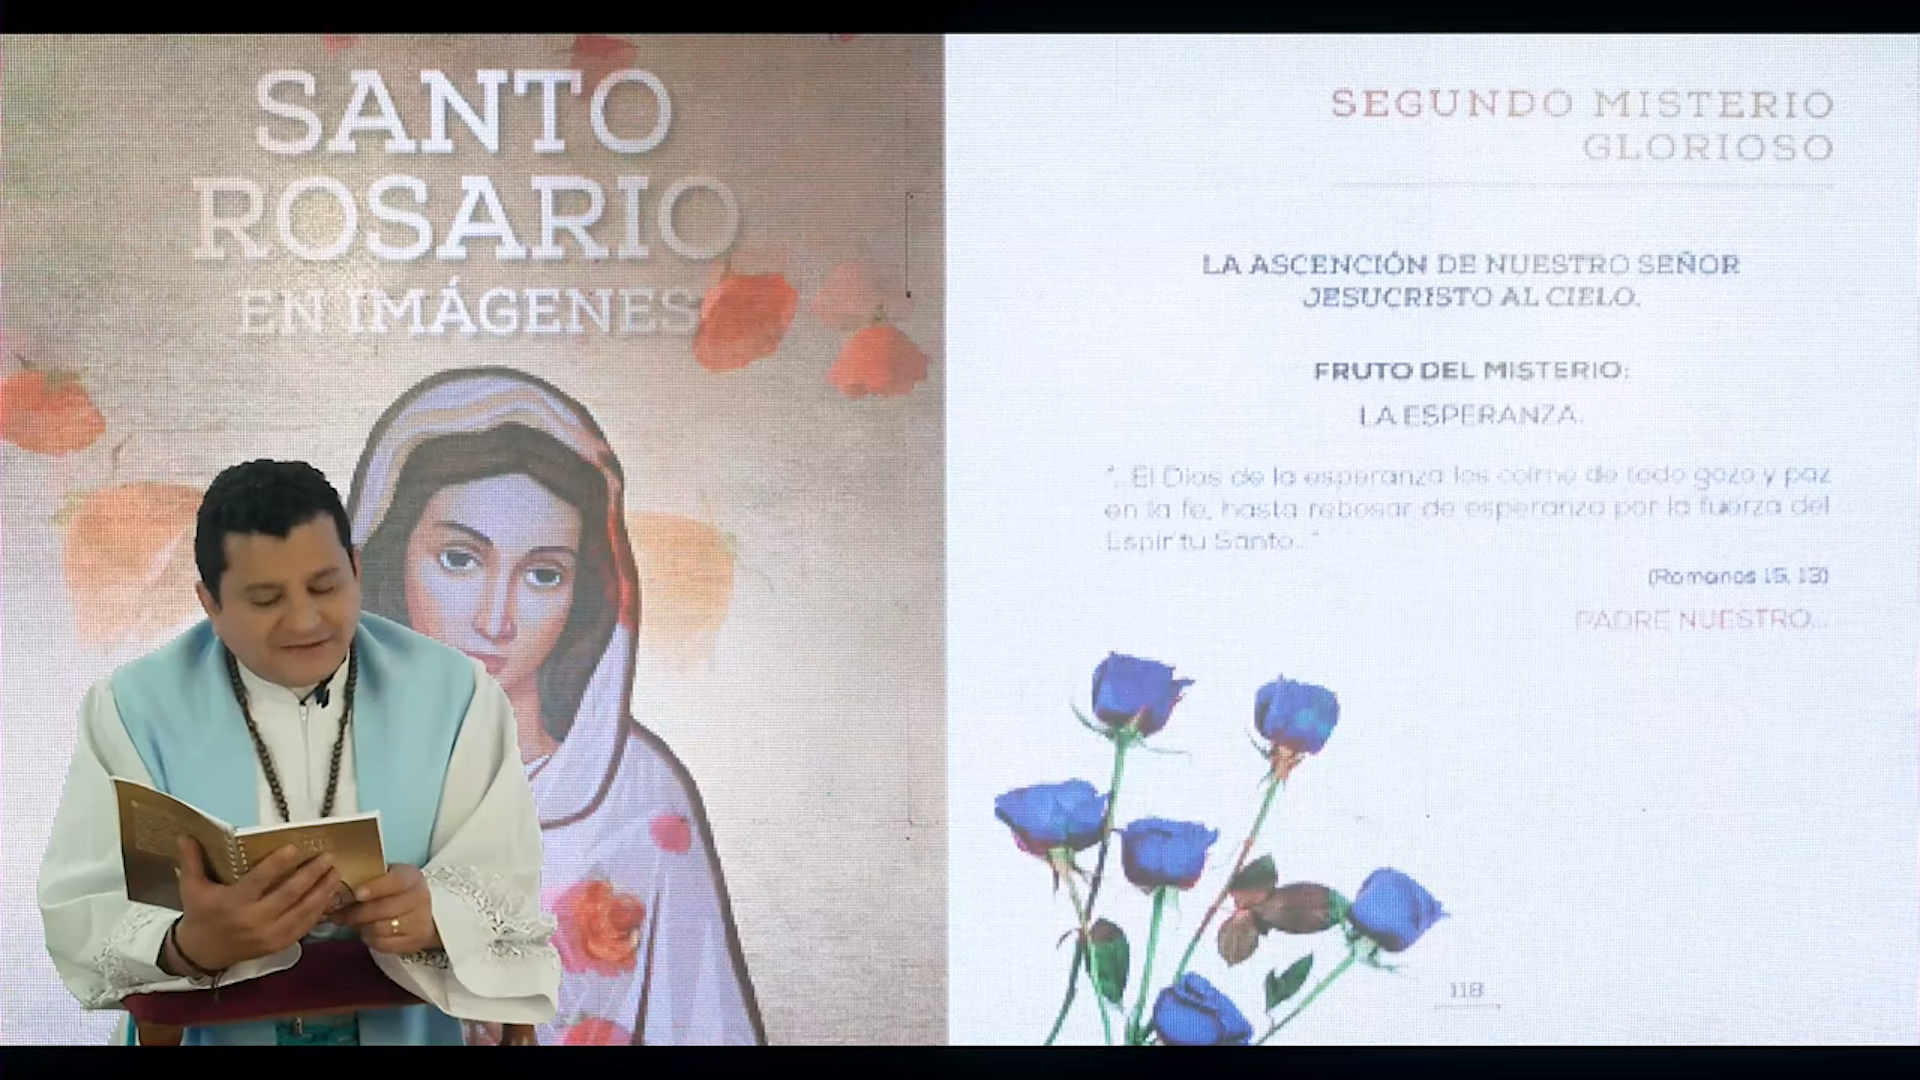 SANTO
ROSARIO
EN IMÁGENES
SEGUNDO MISTERIO
GLORIOSO
LA ASCENCIÓN DE NUESTRO SEÑOR
JESUCRISTO AL CIELO.
FRUTO DEL MISTERIO:
LA ESPERANZA.
"...El Dios de la esperanza los colme de todo gozo y paz
en la fe, hasta rebosar de esperanza por la fuerza del
Espíritu Santo..."
(Romanos 15, 13)
PADRE NUESTRO...
118